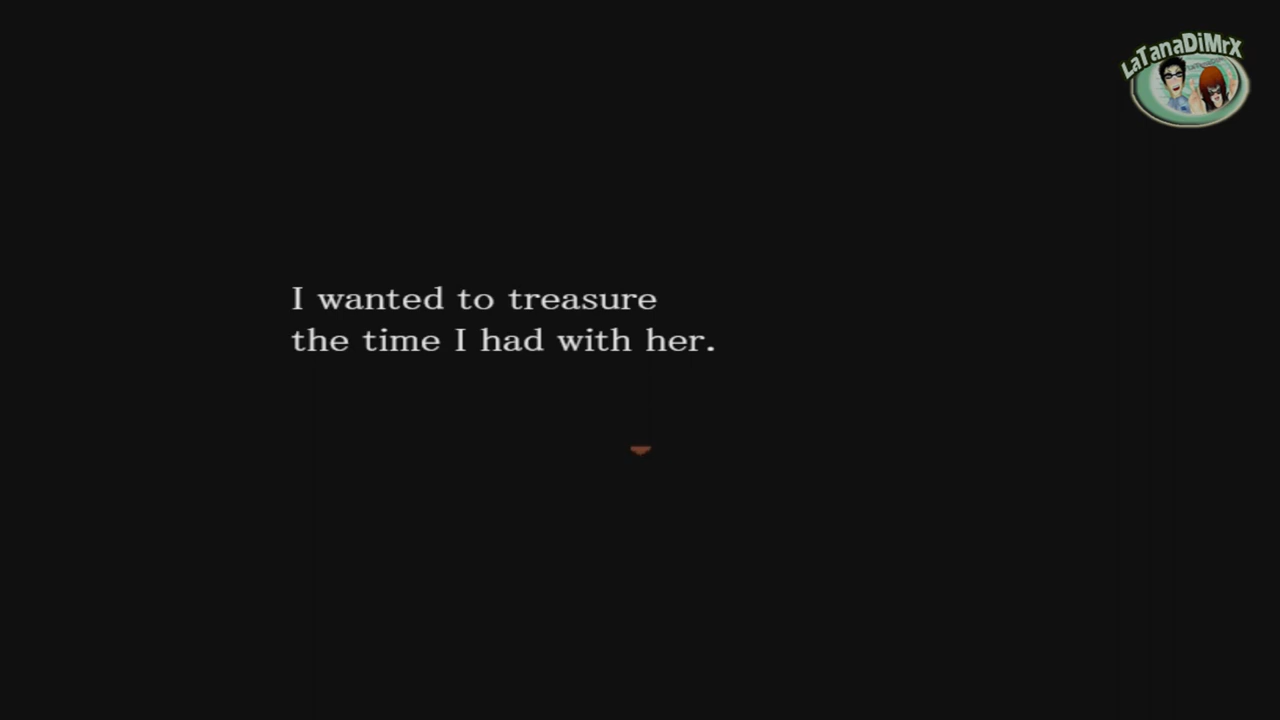 LaTanaDiMrX
I wanted to treasure
the time I had with her.